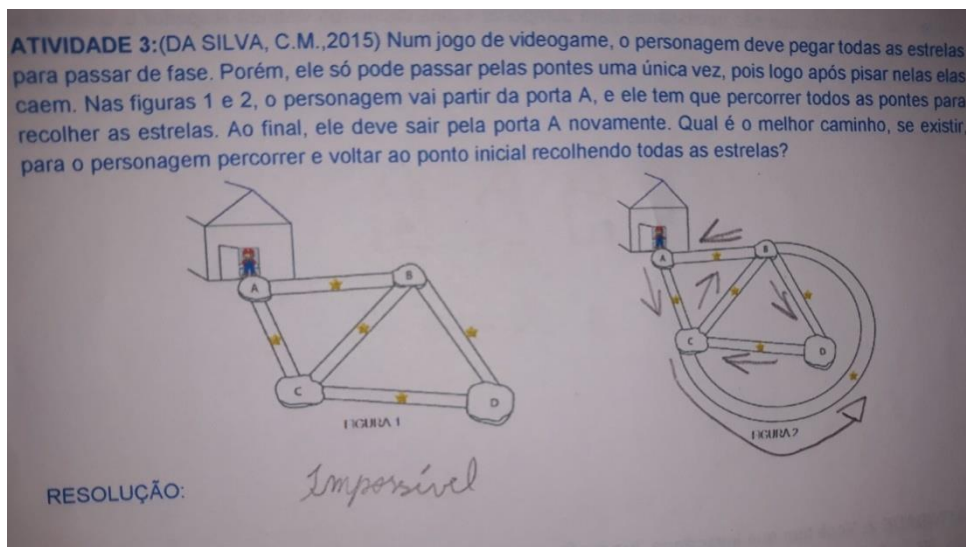 ATIVIDADE 3:(DA SILVA, C.M.,2015) Num jogo de videogame, o personagem deve pegar todas as estrelas
para passar de fase. Porém, ele só pode passar pelas pontes uma única vez, pois logo após pisar nelas elas
caem. Nas figuras 1 e 2, o personagem vai partir da porta A, e ele tem que percorrer todos as pontes para
recolher as estrelas. Ao final, ele deve sair pela porta A novamente. Qual é o melhor caminho, se existir,
para o personagem percorrer e voltar ao ponto inicial recolhendo todas as estrelas?
A
B
C
D
FIGURA 1
A
B
C
D
FIGURA 2
RESOLUÇÃO:
Impossível